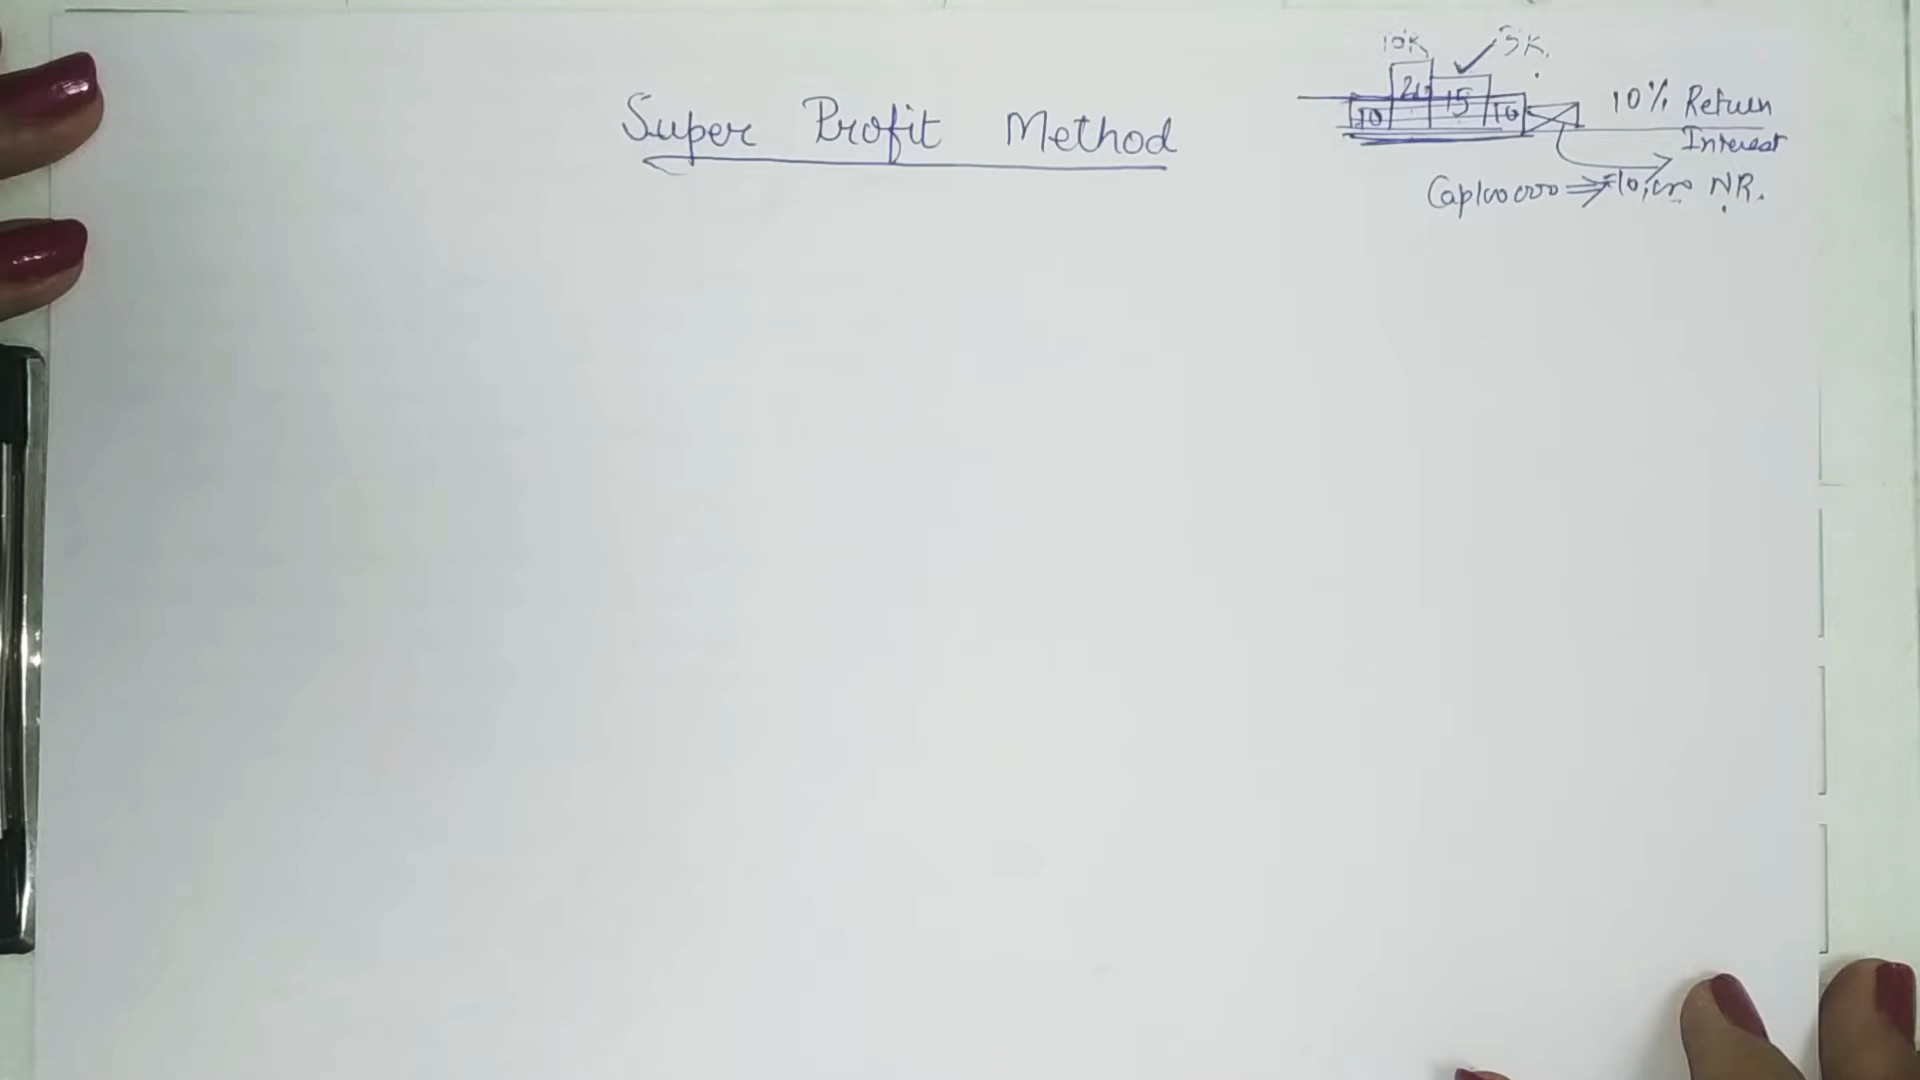 Super Profit Method
10K 5K.
10 20 15 10
10% Return
Interest
Cap 100000 ⇒ 10,000 NR.